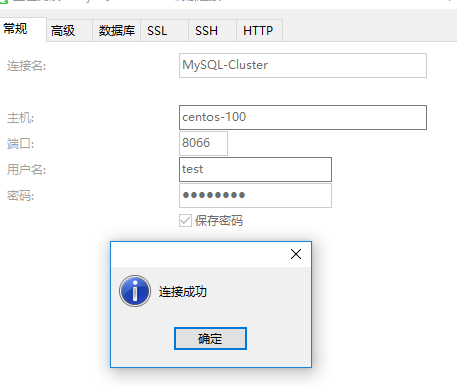 常规 高级 数据库 SSL SSH HTTP
连接名: MySQL-Cluster
主机: centos-100
端口: 8066
用户名: test
密码: ●●●●●●●●
保存密码
连接成功
确定